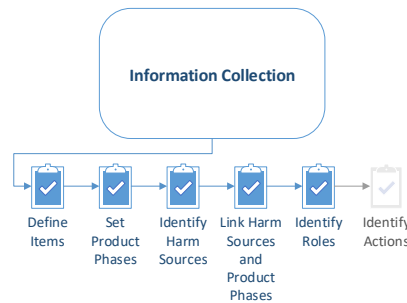 Information Collection
Define
Items
Set
Product
Phases
Identify
Harm
Sources
Link Harm
Sources
and
Product
Phases
Identify
Roles
Identify
Actions